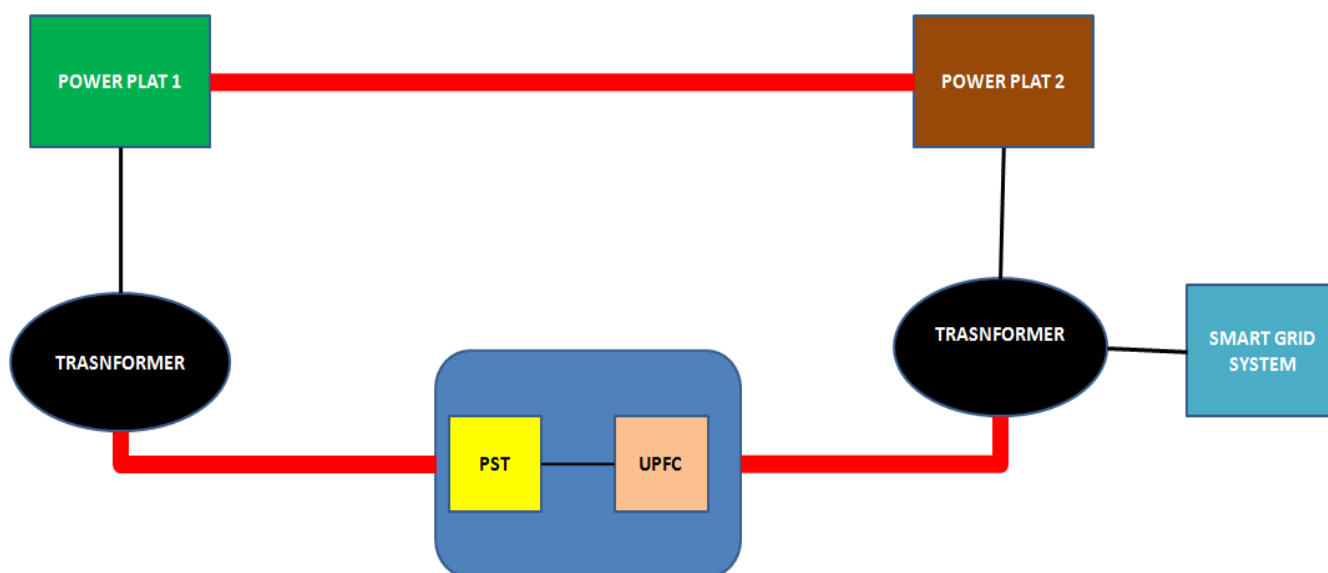 POWER PLAT 1
POWER PLAT 2
TRASNFORMER
TRASNFORMER
SMART GRID
SYSTEM
PST
UPFC